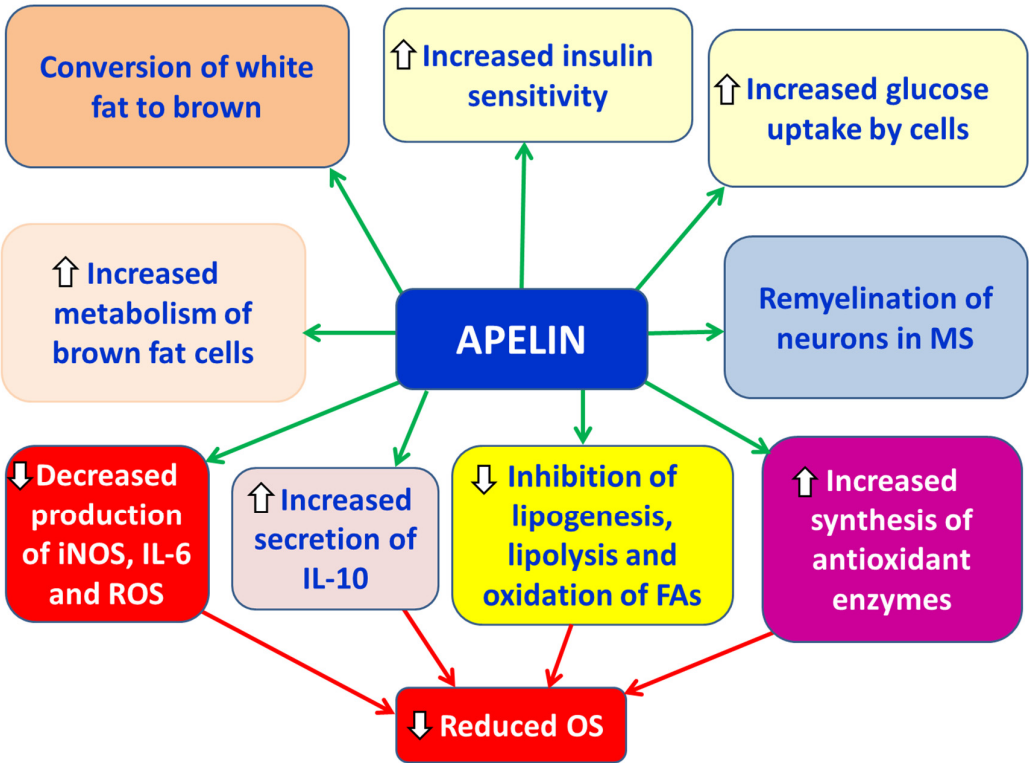 Conversion of white
fat to brown
Increased insulin
sensitivity
Increased glucose
uptake by cells
Increased
metabolism of
brown fat cells
APELIN
Remyelination of
neurons in MS
Decreased
production
of iNOS, IL-6
and ROS
Increased
secretion of
IL-10
Inhibition of
lipogenesis,
lipolysis and
oxidation of FAs
Increased
synthesis of
antioxidant
enzymes
Reduced OS